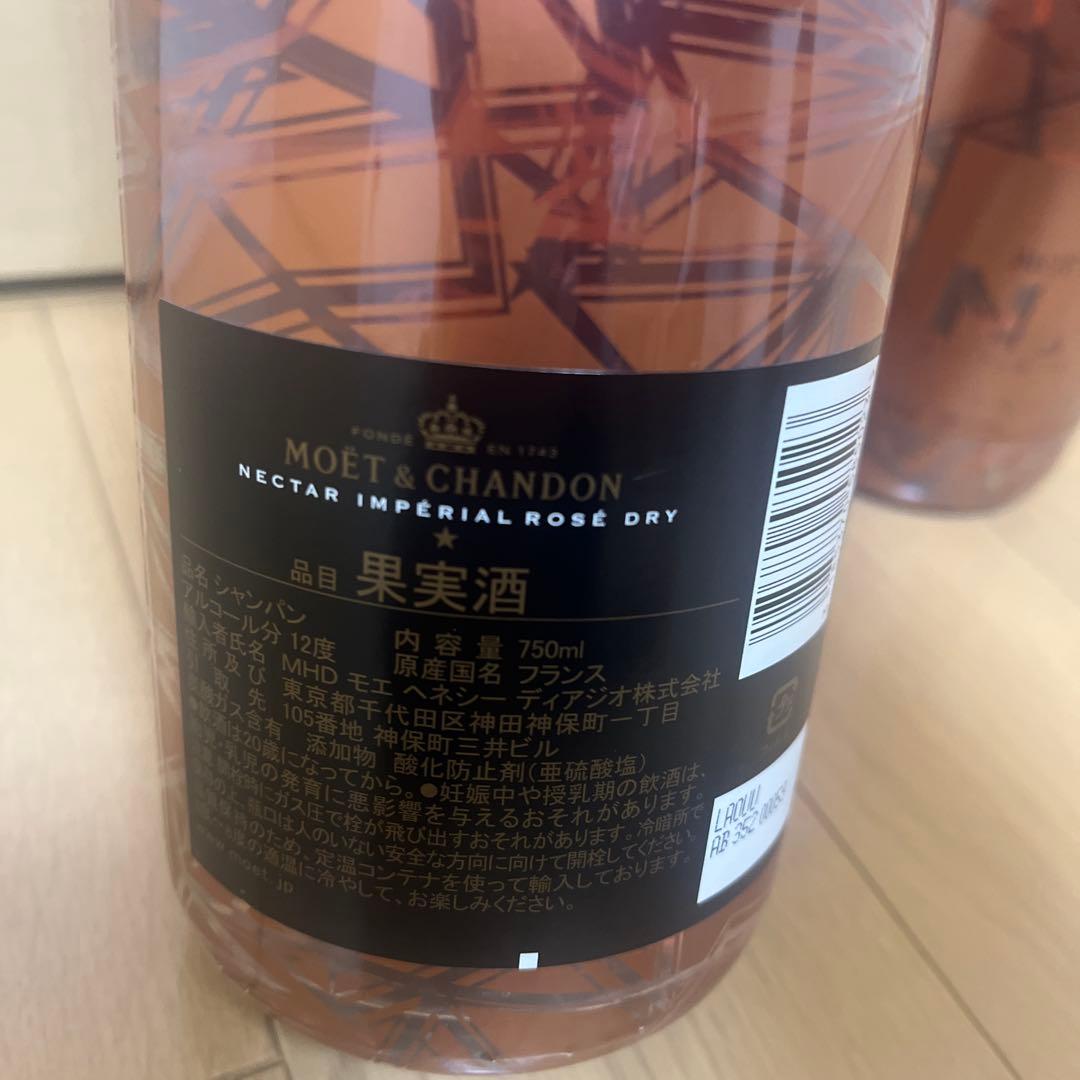 FONDÉ EN 1743
MOËT & CHANDON
NECTAR IMPÉRIAL ROSÉ DRY
品目 果実酒
品名 シャンパン 内容量 750ml
アルコール分 12度 原産国名 フランス
輸入者氏名 MHD モエ ヘネシー ディアジオ株式会社
住所及び 東京都千代田区神田神保町一丁目
引取先 105番地 神保町三井ビル
炭酸ガス含有 添加物 酸化防止剤(亜硫酸塩)
飲酒は20歳になってから。●妊娠中や授乳期の飲酒は、
乳児の発育に悪影響を与えるおそれがあります。
開栓時にガス圧で栓が飛び出すおそれがあります。冷暗所で
瓶口は人のいない安全な方向に向けて開栓してください。
のため、定温コンテナを使って輸入しております。
度の適温に冷やして、お楽しみください。
moet.jp
AB 352